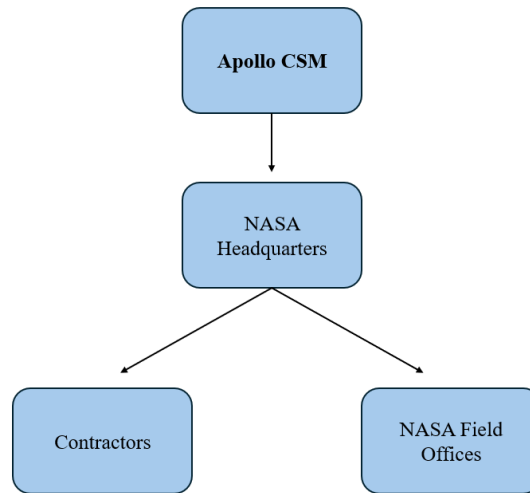 Apollo CSM
NASA
Headquarters
Contractors
NASA Field
Offices